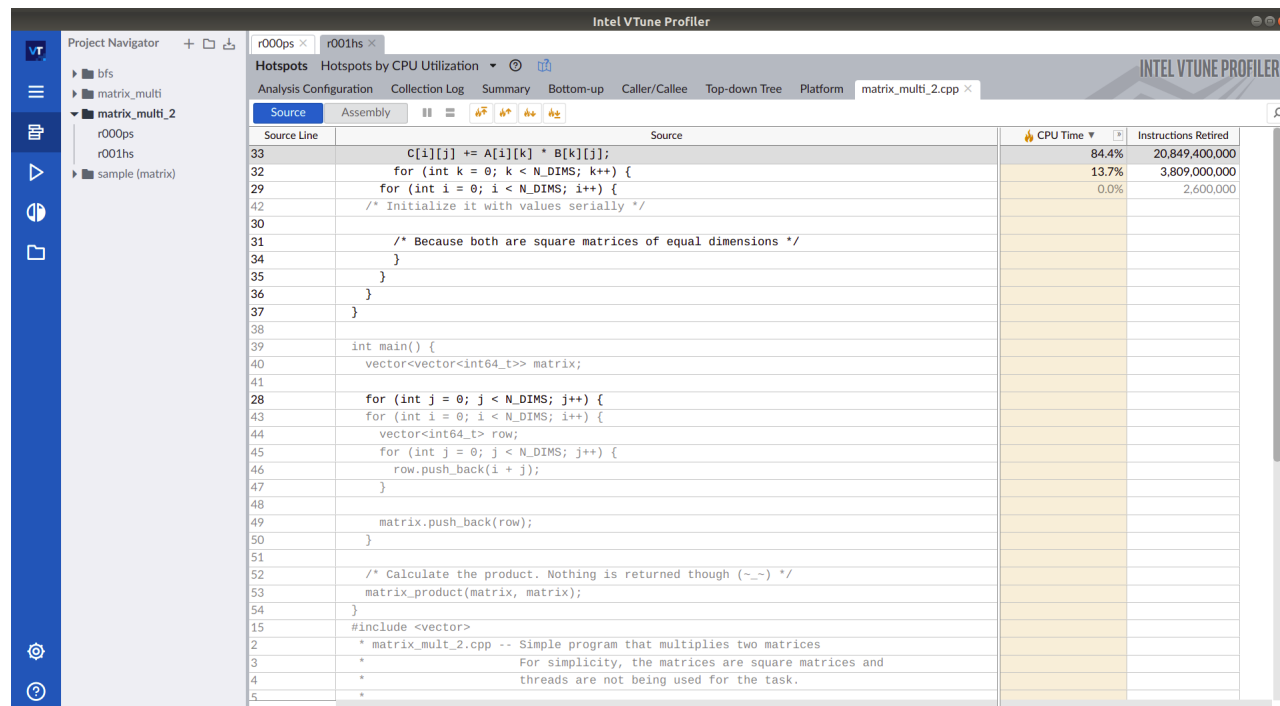 Intel VTune Profiler
VT
Project Navigator
bfs
matrix_multi
matrix_multi_2
r000ps
r001hs
sample (matrix)
r000ps × r001hs ×
Hotspots Hotspots by CPU Utilization
INTEL VTUNE PROFILER
Analysis Configuration Collection Log Summary Bottom-up Caller/Callee Top-down Tree Platform matrix_multi_2.cpp ×
Source Assembly
Source Line Source CPU Time ▼ » Instructions Retired
33 C[i][j] += A[i][k] * B[k][j]; 84.4% 20,849,400,000
32 for (int k = 0; k < N_DIMS; k++) { 13.7% 3,809,000,000
29 for (int i = 0; i < N_DIMS; i++) { 0.0% 2,600,000
42 /* Initialize it with values serially */
30
31 /* Because both are square matrices of equal dimensions */
34 }
35 }
36 }
37 }
38
39 int main() {
40 vector<vector<int64_t>> matrix;
41
28 for (int j = 0; j < N_DIMS; j++) {
43 for (int i = 0; i < N_DIMS; i++) {
44 vector<int64_t> row;
45 for (int j = 0; j < N_DIMS; j++) {
46 row.push_back(i + j);
47 }
48
49 matrix.push_back(row);
50 }
51
52 /* Calculate the product. Nothing is returned though (~_~) */
53 matrix_product(matrix, matrix);
54 }
15 #include <vector>
2 * matrix_mult_2.cpp -- Simple program that multiplies two matrices
3 * For simplicity, the matrices are square matrices and
4 * threads are not being used for the task.
5 *